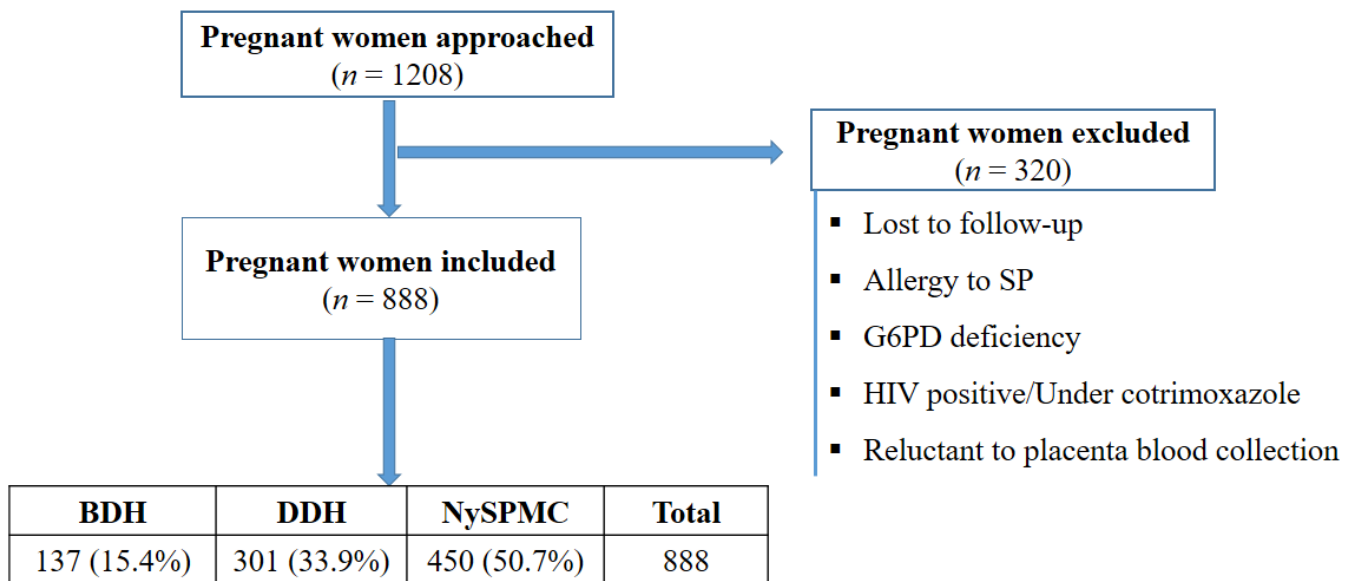 Pregnant women approached
(n = 1208)
Pregnant women excluded
(n = 320)
▪ Lost to follow-up
▪ Allergy to SP
▪ G6PD deficiency
▪ HIV positive/Under cotrimoxazole
▪ Reluctant to placenta blood collection
Pregnant women included
(n = 888)
BDH DDH NySPMC Total
137 (15.4%) 301 (33.9%) 450 (50.7%) 888